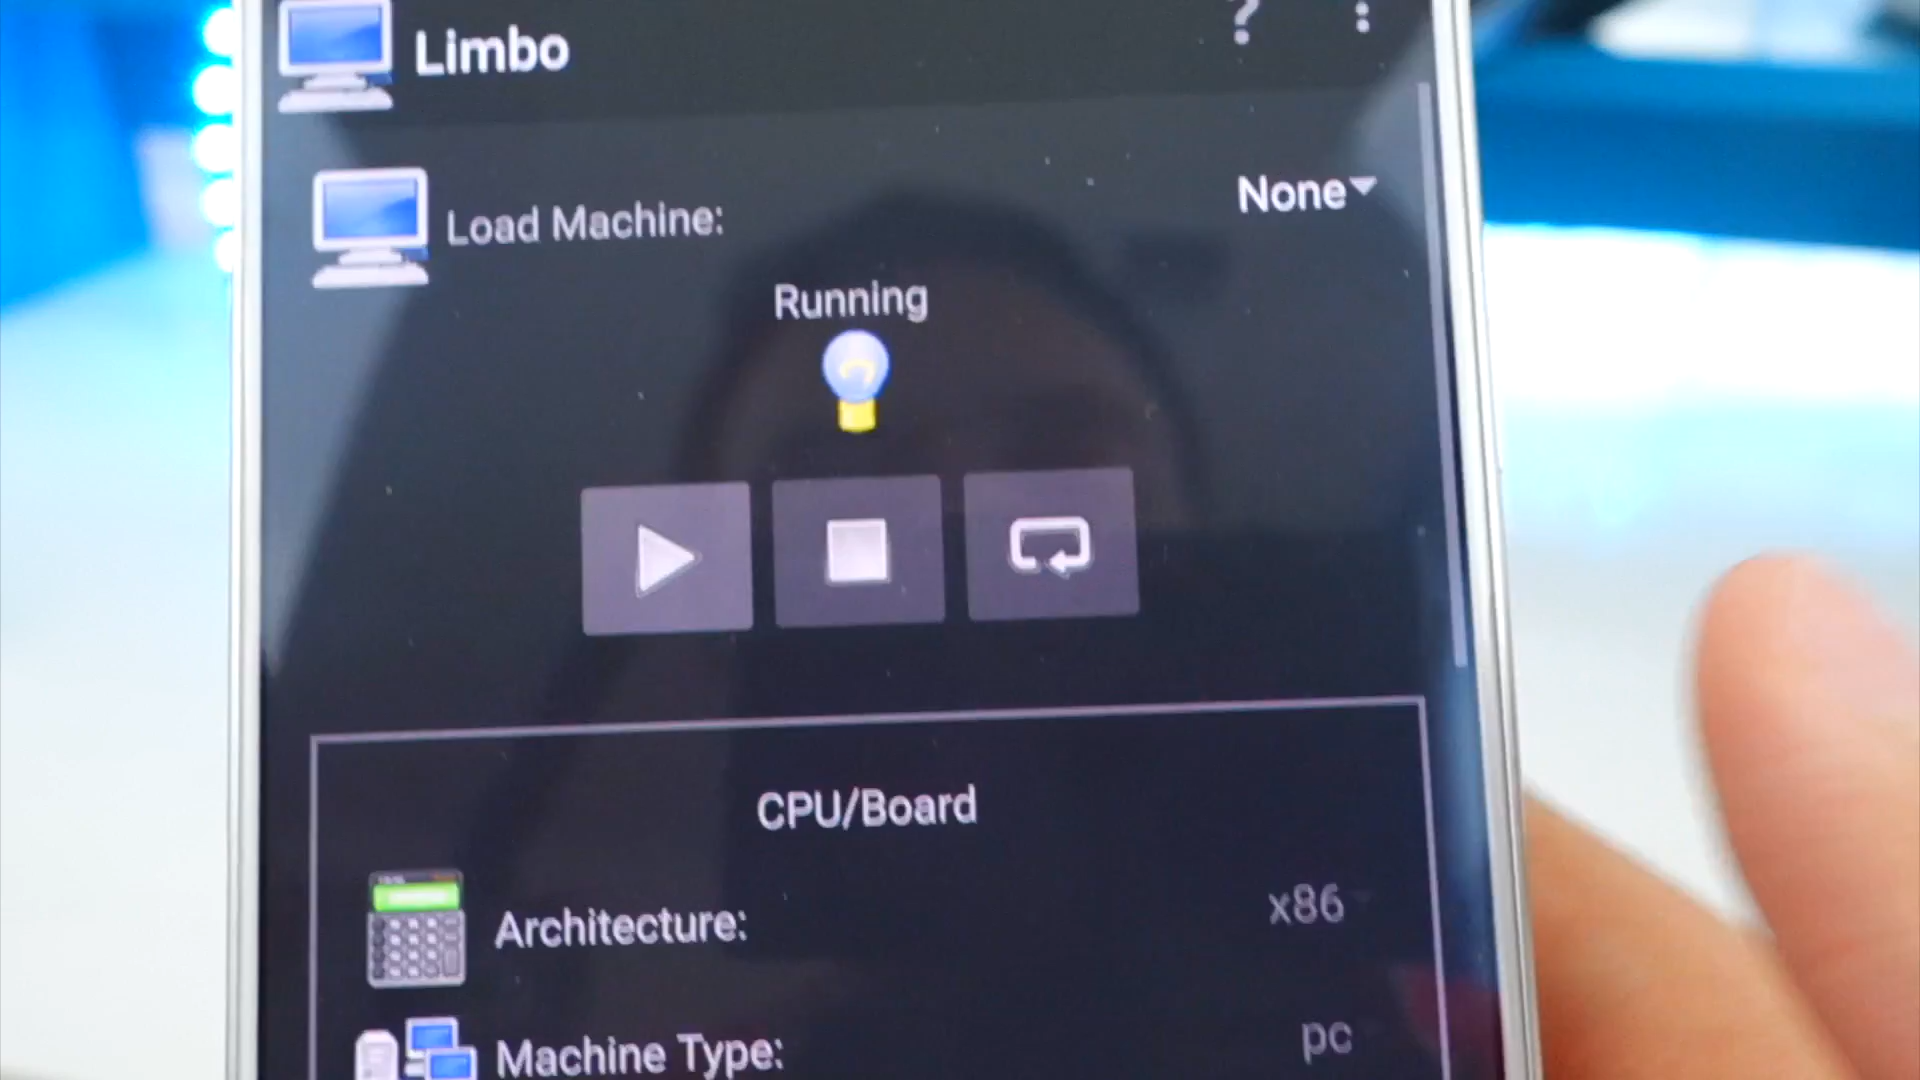 Limbo
?
Load Machine:
None
Running
CPU/Board
Architecture:
x86
Machine Type:
pc